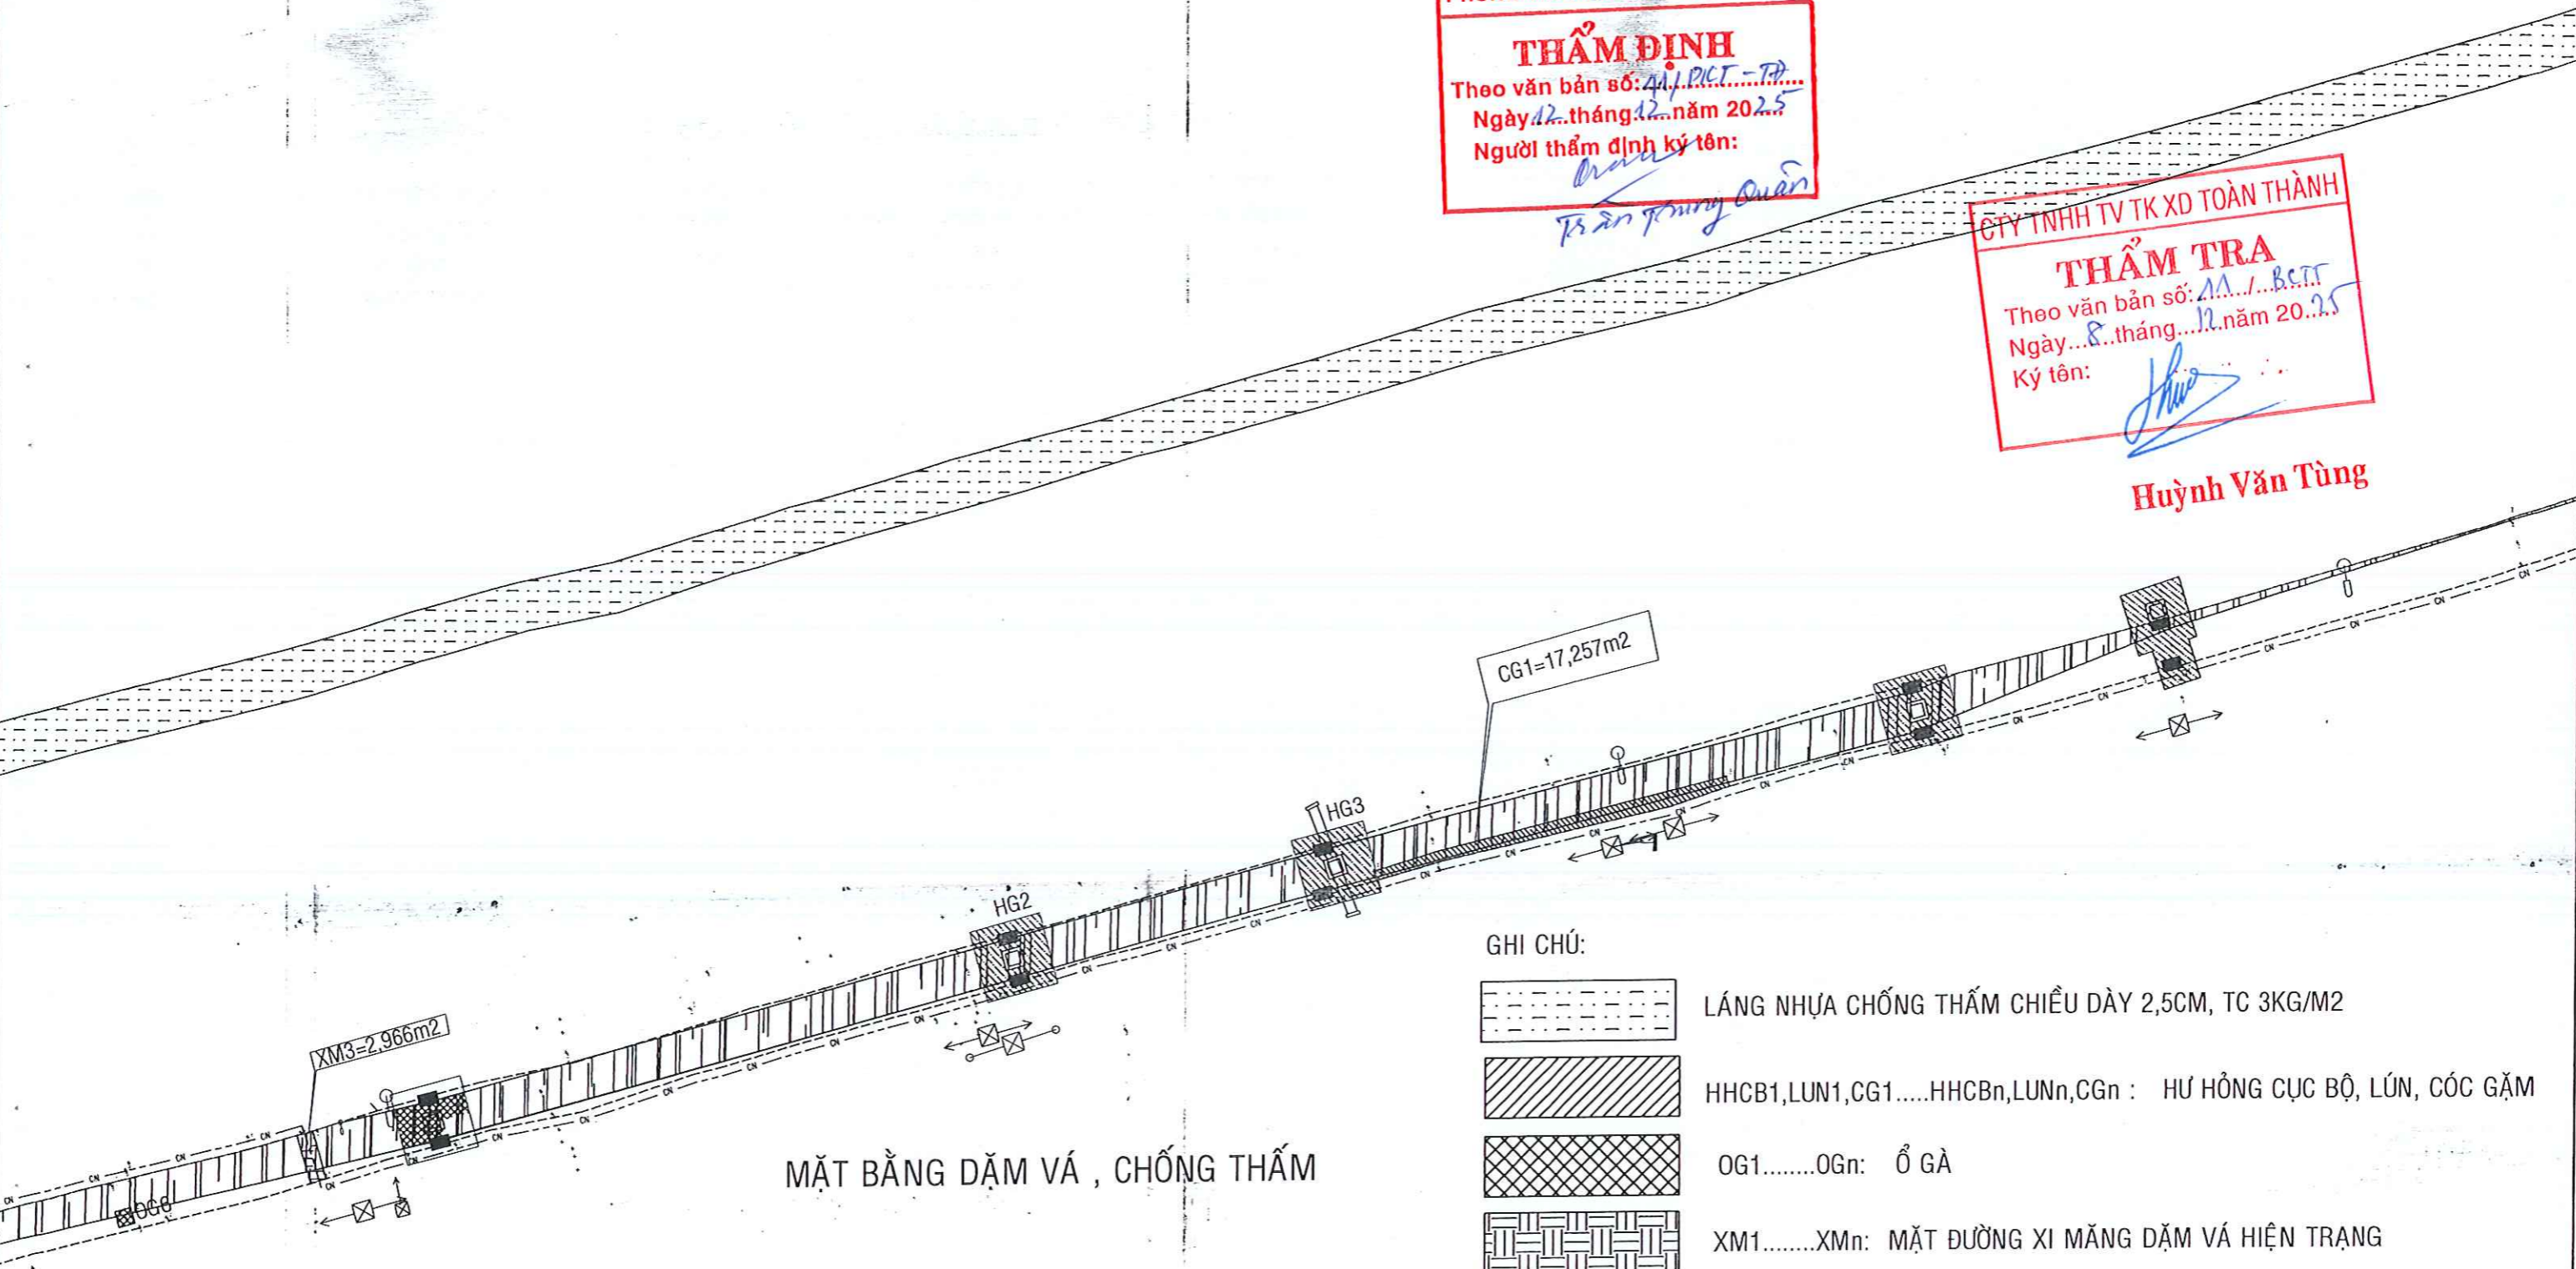 THẨM ĐỊNH
Theo văn bản số: 41/PKT-TĐ
Ngày 12 tháng 12 năm 2025
Người thẩm định ký tên:
Trần Trung Quân
CTY TNHH TV TK XD TOÀN THÀNH
THẨM TRA
Theo văn bản số: 11/BCTT
Ngày 8 tháng 12 năm 2025
Ký tên:
Huỳnh Văn Tùng
CG1=17,257m2
HG3
HG2
XM3=2,966m2
OG6
MẶT BẰNG DẶM VÁ , CHỐNG THẤM
GHI CHÚ:
LÁNG NHỰA CHỐNG THẤM CHIỀU DÀY 2,5CM, TC 3KG/M2
HHCB1,LUN1,CG1.....HHCBn,LUNn,CGn : HƯ HỎNG CỤC BỘ, LÚN, CÓC GẶM
OG1........OGn: Ổ GÀ
XM1........XMn: MẶT ĐƯỜNG XI MĂNG DẶM VÁ HIỆN TRẠNG